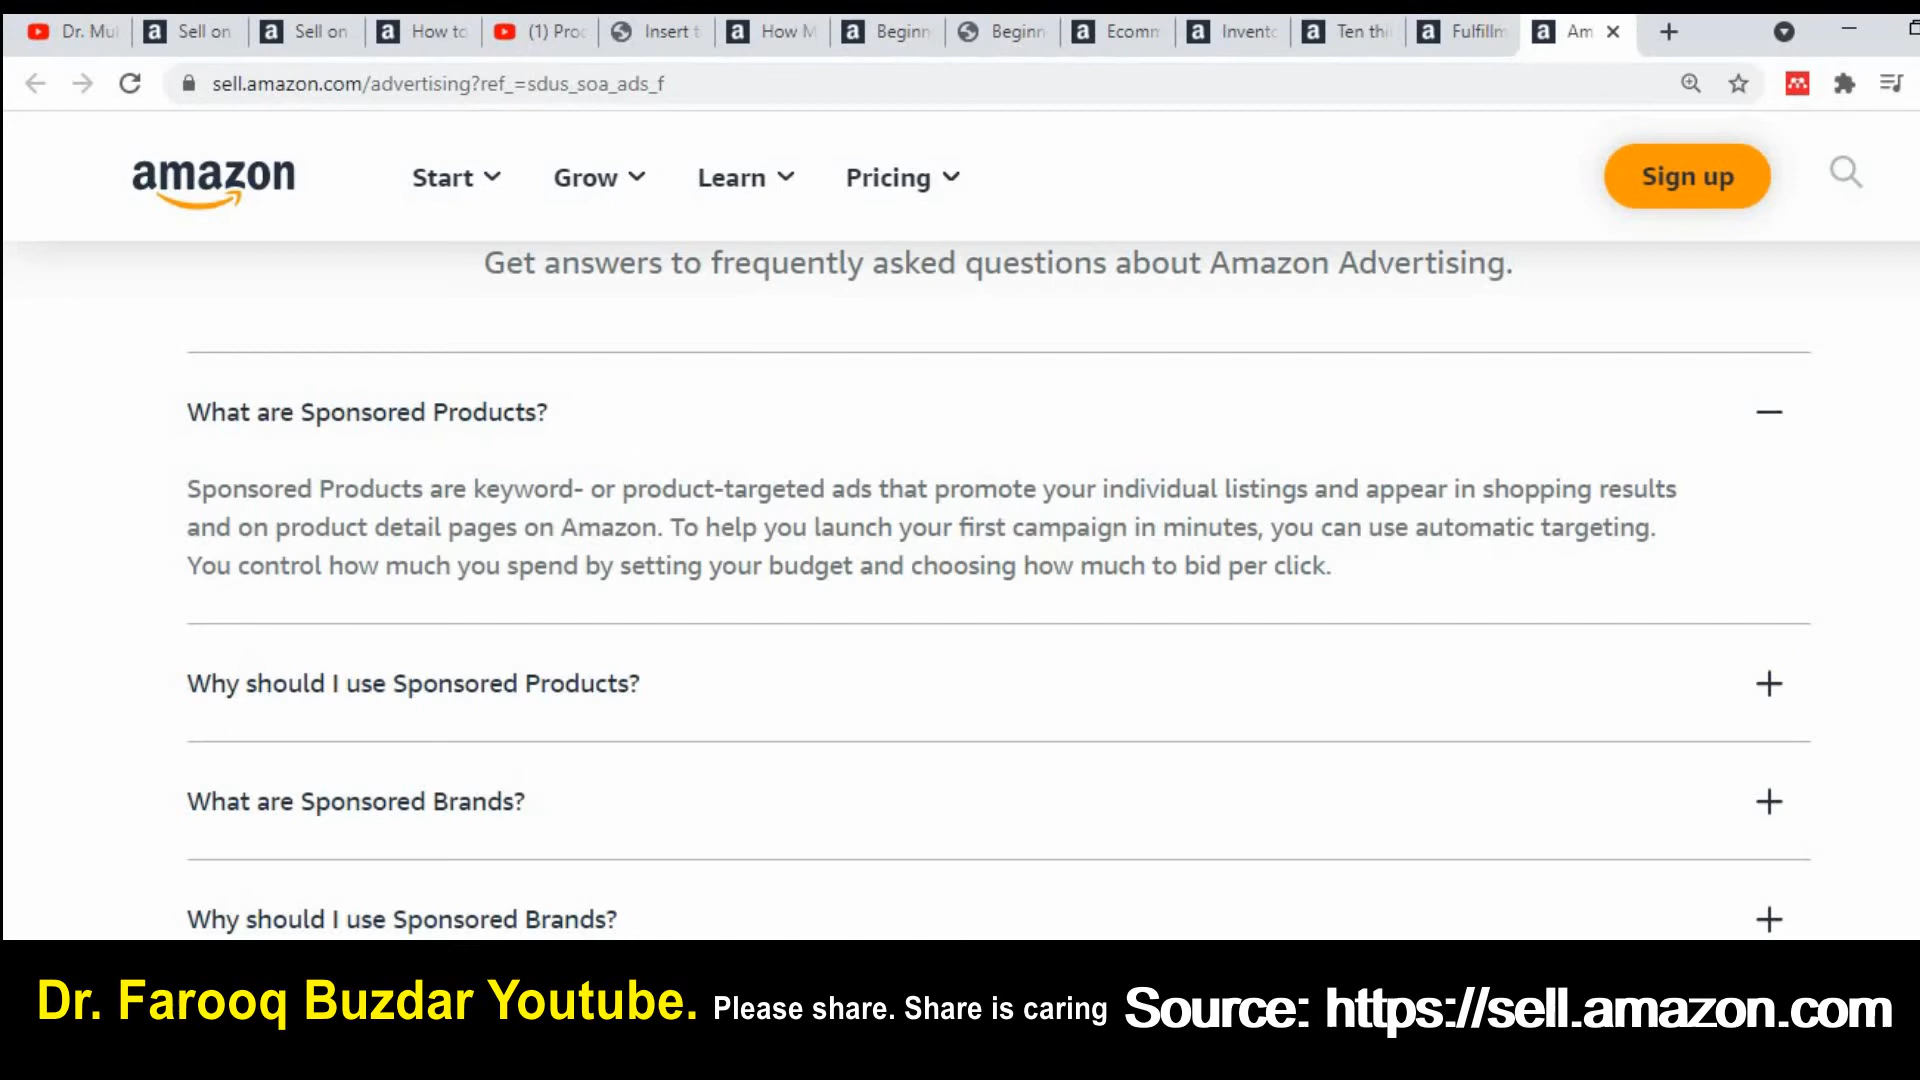 Dr. Mul
Sell on
Sell on
How to
(1) Proc
Insert t
How M
Beginn
Beginn
Ecomm
Invento
Ten thi
Fulfillm
Am
sell.amazon.com/advertising?ref_=sdus_soa_ads_f
amazon
Start
Grow
Learn
Pricing
Sign up
Get answers to frequently asked questions about Amazon Advertising.
What are Sponsored Products?
Sponsored Products are keyword- or product-targeted ads that promote your individual listings and appear in shopping results
and on product detail pages on Amazon. To help you launch your first campaign in minutes, you can use automatic targeting.
You control how much you spend by setting your budget and choosing how much to bid per click.
Why should I use Sponsored Products?
What are Sponsored Brands?
Why should I use Sponsored Brands?
Dr. Farooq Buzdar Youtube. Please share. Share is caring Source: https://sell.amazon.com